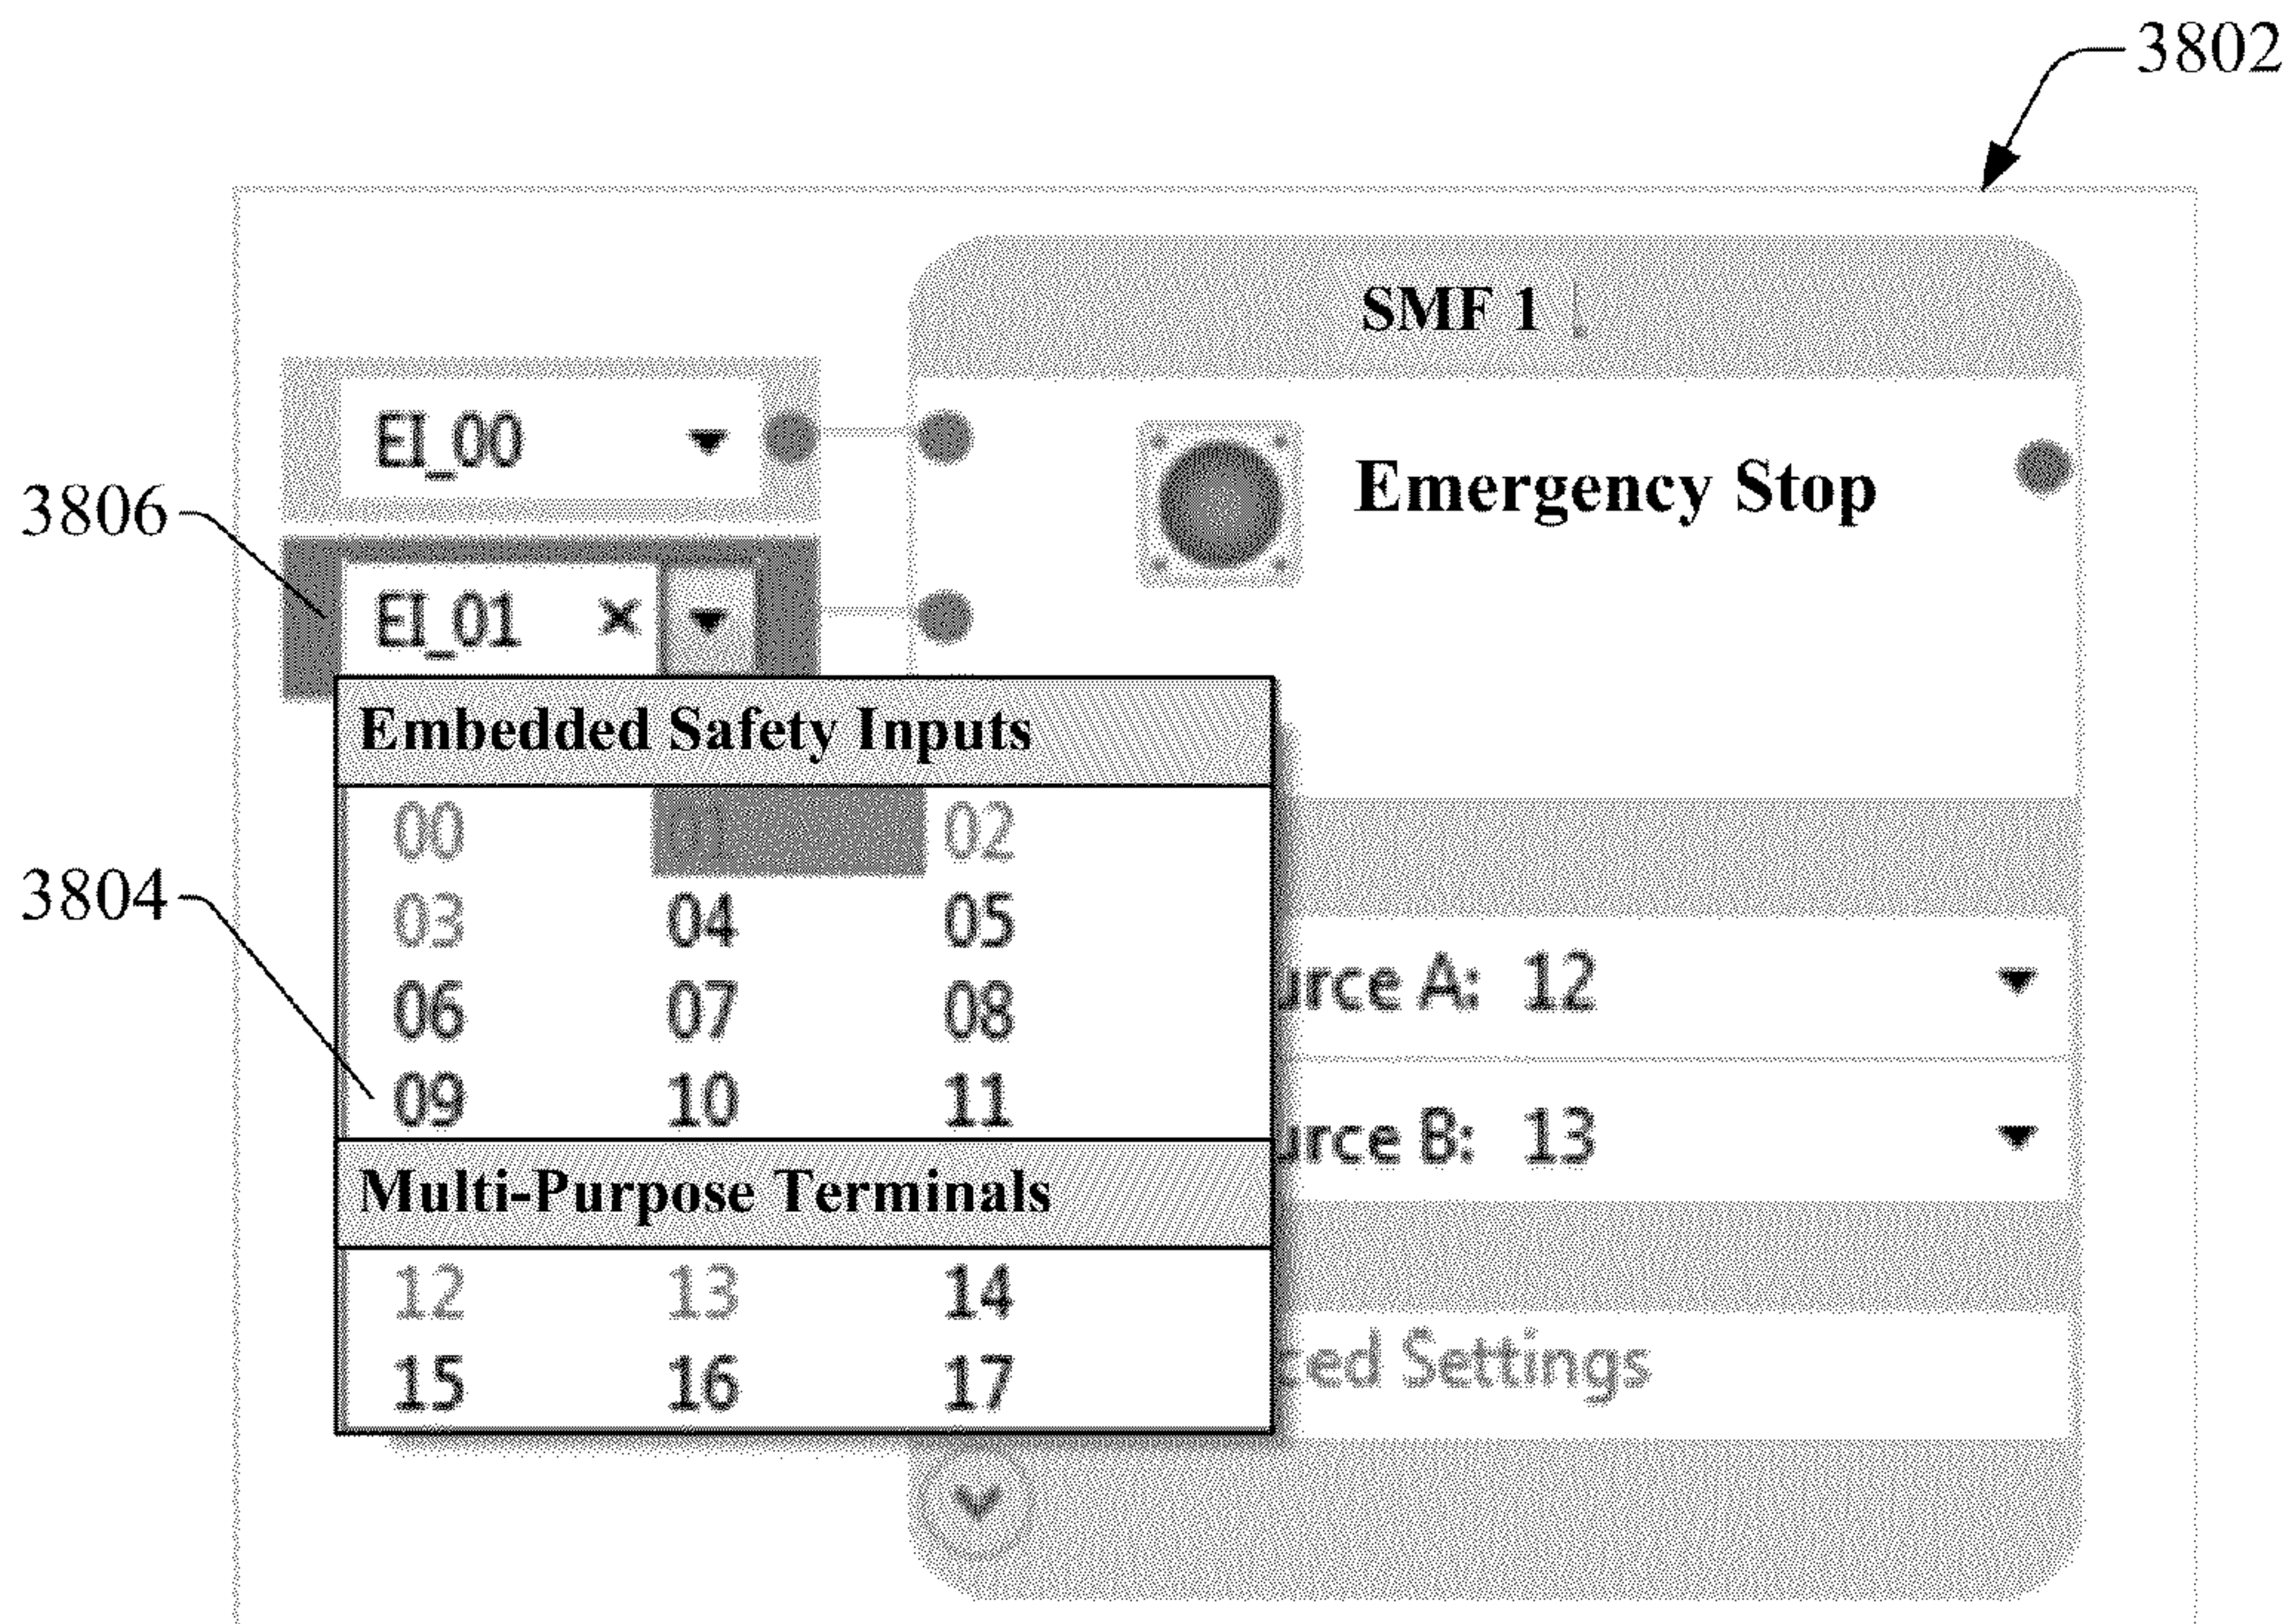 3802
SMF 1
EI_00
Emergency Stop
3806
EI_01
Embedded Safety Inputs
00 01 02
3804
03 04 05
06 07 08
09 10 11
urce A: 12
urce B: 13
Multi-Purpose Terminals
12 13 14
15 16 17
ced Settings